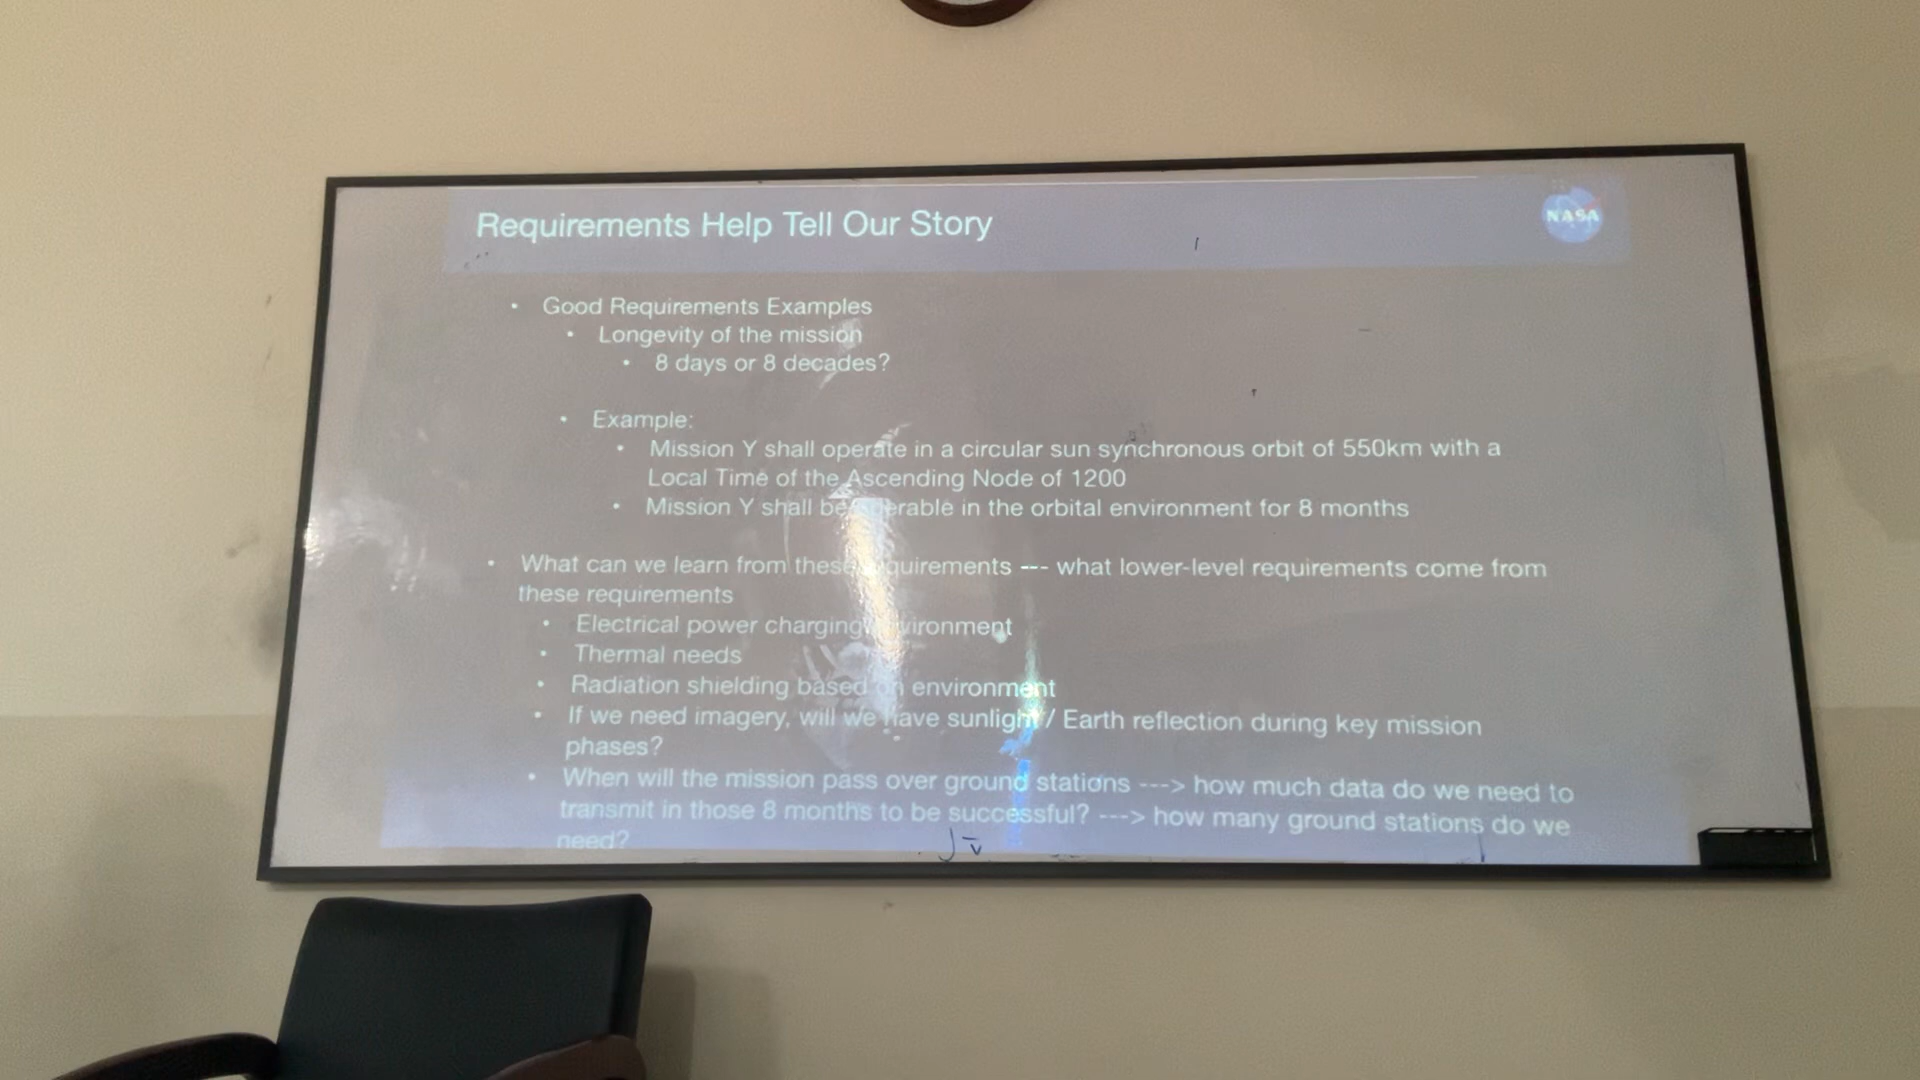 Requirements Help Tell Our Story
NASA
• Good Requirements Examples
• Longevity of the mission
• 8 days or 8 decades?
• Example:
• Mission Y shall operate in a circular sun synchronous orbit of 550km with a
Local Time of the Ascending Node of 1200
• Mission Y shall be operable in the orbital environment for 8 months
• What can we learn from these requirements --- what lower-level requirements come from
these requirements
• Electrical power charging environment
• Thermal needs
• Radiation shielding based on environment
• If we need imagery, will we have sunlight / Earth reflection during key mission
phases?
• When will the mission pass over ground stations ---> how much data do we need to
transmit in those 8 months to be successful? ---> how many ground stations do we
need?